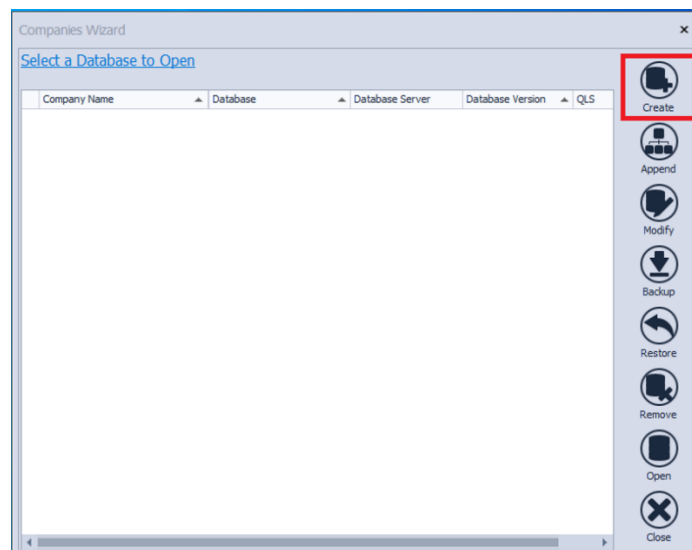 Companies Wizard
Select a Database to Open
Company Name Database Database Server Database Version QLS
Create
Append
Modify
Backup
Restore
Remove
Open
Close